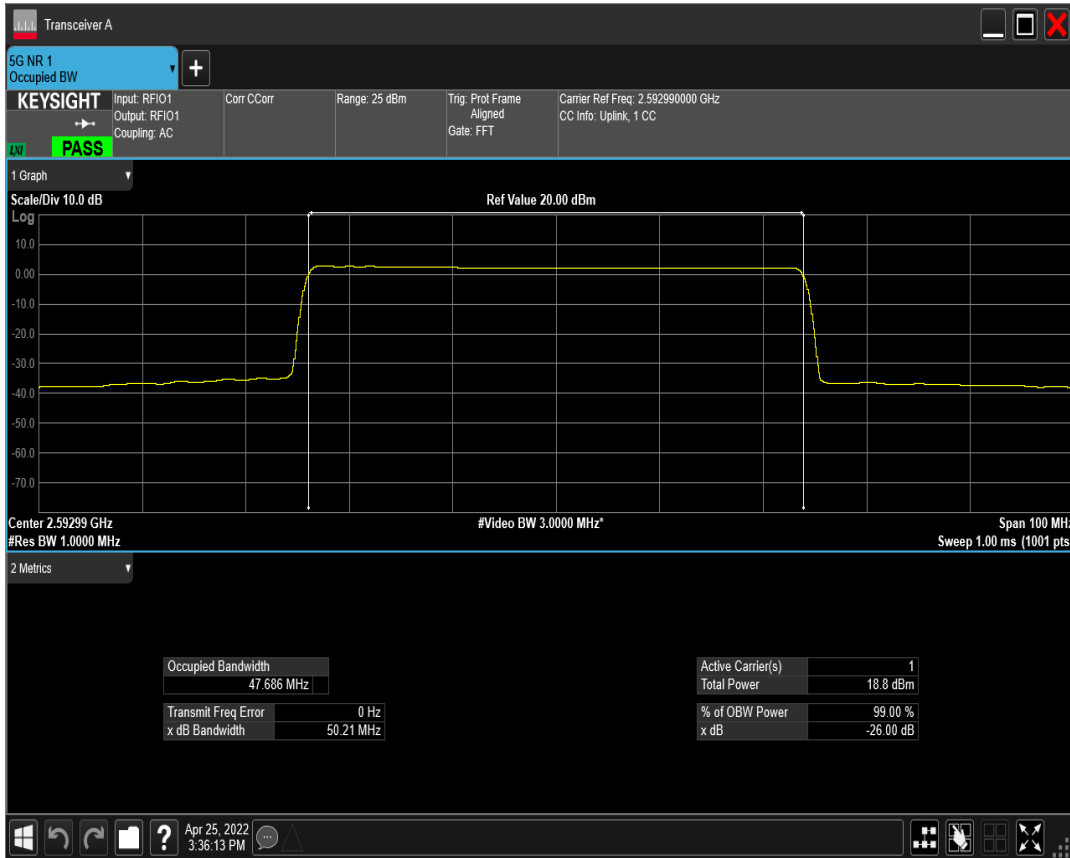 Transceiver A
5G NR 1
Occupied BW
KEYSIGHT
Input: RFIO1
Output: RFIO1
Coupling: AC
Corr CCorr
Range: 25 dBm
Trig: Prot Frame
Aligned
Gate: FFT
Carrier Ref Freq: 2.592990000 GHz
CC Info: Uplink, 1 CC
LXI
PASS
1 Graph
Scale/Div 10.0 dB
Ref Value 20.00 dBm
Log
10.0
0.00
-10.0
-20.0
-30.0
-40.0
-50.0
-60.0
-70.0
Center 2.59299 GHz
#Video BW 3.0000 MHz*
Span 100 MHz
#Res BW 1.0000 MHz
Sweep 1.00 ms (1001 pts
2 Metrics
Occupied Bandwidth
47.686 MHz
Transmit Freq Error 0 Hz
x dB Bandwidth 50.21 MHz
Active Carrier(s) 1
Total Power 18.8 dBm
% of OBW Power 99.00 %
x dB -26.00 dB
?
Apr 25, 2022
3:36:13 PM